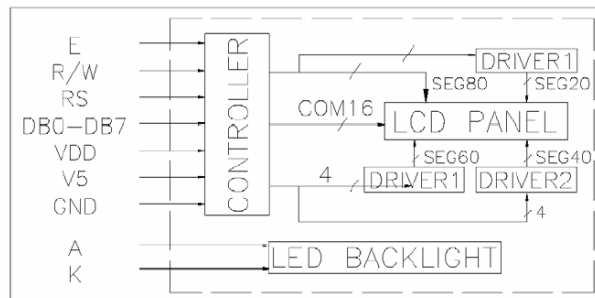 E
R/W
RS
DB0-DB7
VDD
V5
GND
A
K
CONTROLLER
DRIVER1
SEG80
SEG20
COM16
LCD PANEL
SEG60
SEG40
4
DRIVER1
DRIVER2
4
LED BACKLIGHT